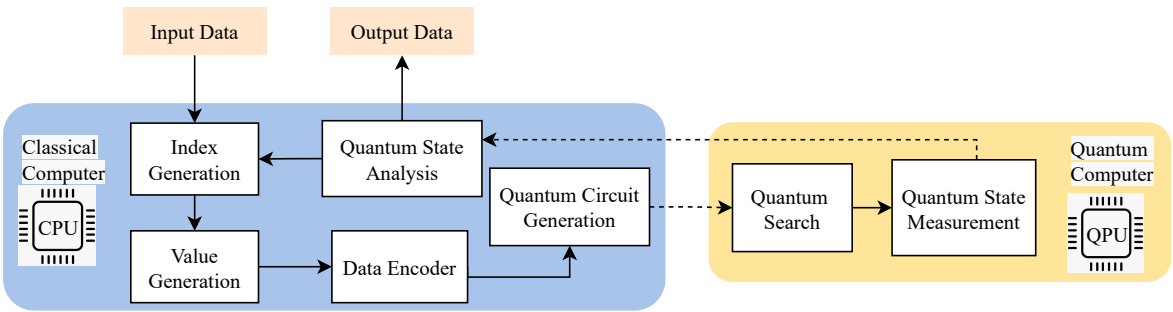 Input Data
Output Data
Classical
Computer
CPU
Index
Generation
Quantum State
Analysis
Quantum Circuit
Generation
Value
Generation
Data Encoder
Quantum
Search
Quantum State
Measurement
Quantum
Computer
QPU